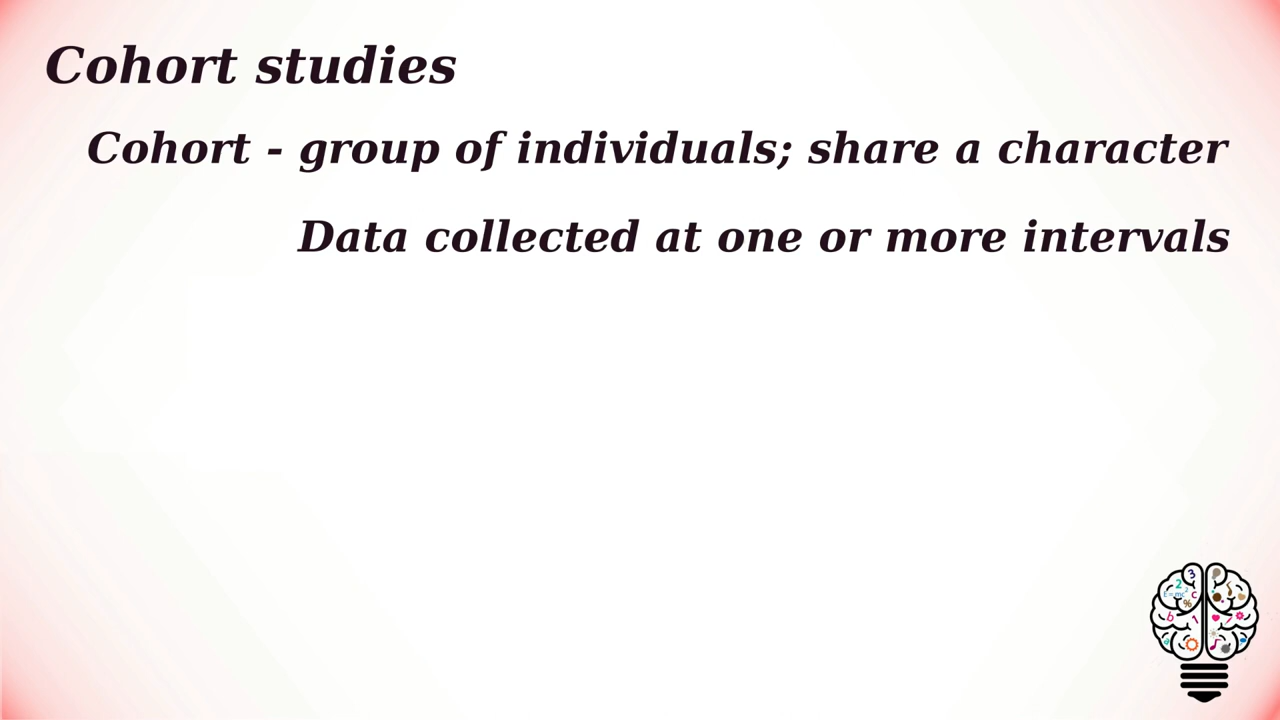 Cohort studies
Cohort - group of individuals; share a character
Data collected at one or more intervals